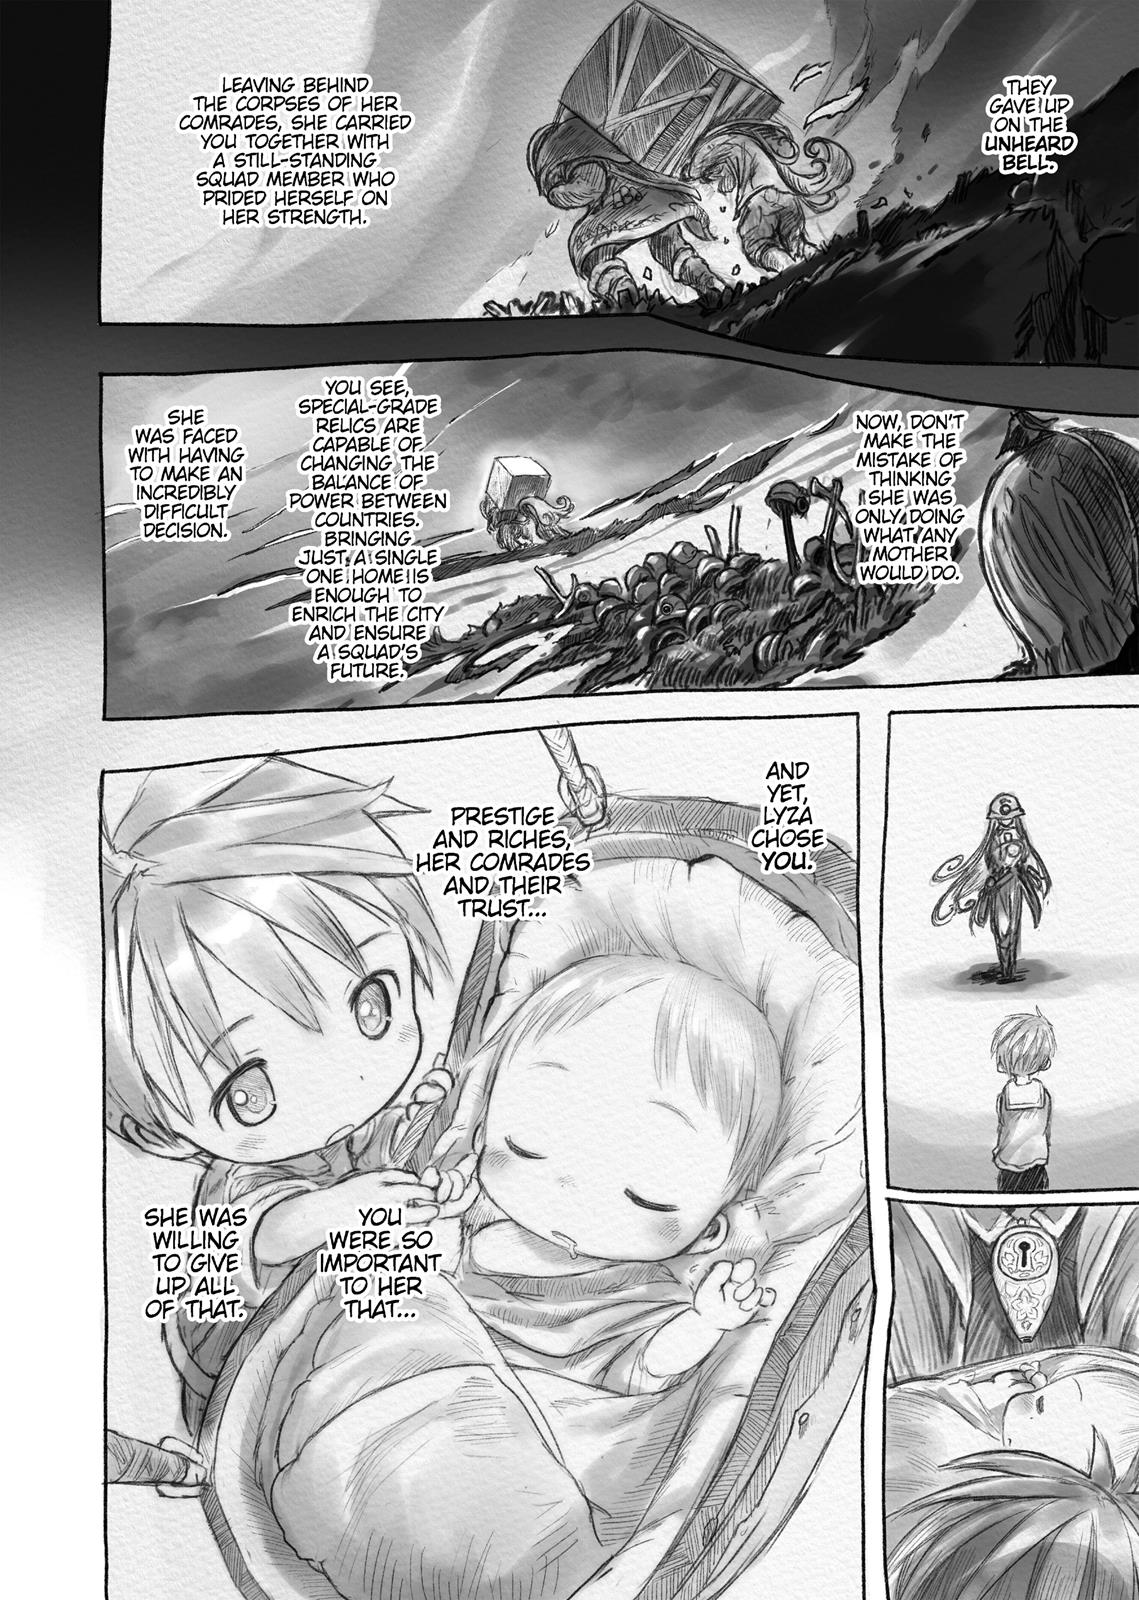 THEY
GAVE UP
ON THE
UNHEARD
BELL.
LEAVING BEHIND
THE CORPSES OF HER
COMRADES, SHE CARRIED
YOU TOGETHER WITH
A STILL-STANDING
SQUAD MEMBER WHO
PRIDED HERSELF ON
HER STRENGTH.
NOW, DON'T
MAKE THE
MISTAKE OF
THINKING
SHE WAS
ONLY DOING
WHAT ANY
MOTHER
WOULD DO.
YOU SEE,
SPECIAL-GRADE
RELICS ARE
CAPABLE OF
CHANGING THE
BALANCE OF
POWER BETWEEN
COUNTRIES.
BRINGING
JUST A SINGLE
ONE HOME IS
ENOUGH TO
ENRICH THE CITY
AND ENSURE
A SQUAD'S
FUTURE.
SHE
WAS FACED
WITH HAVING
TO MAKE AN
INCREDIBLY
DIFFICULT
DECISION.
AND
YET,
LYZA
CHOSE
YOU.
PRESTIGE
AND RICHES,
HER COMRADES
AND THEIR
TRUST...
YOU
WERE SO
IMPORTANT
TO HER
THAT...
SHE WAS
WILLING
TO GIVE
UP ALL
OF THAT.